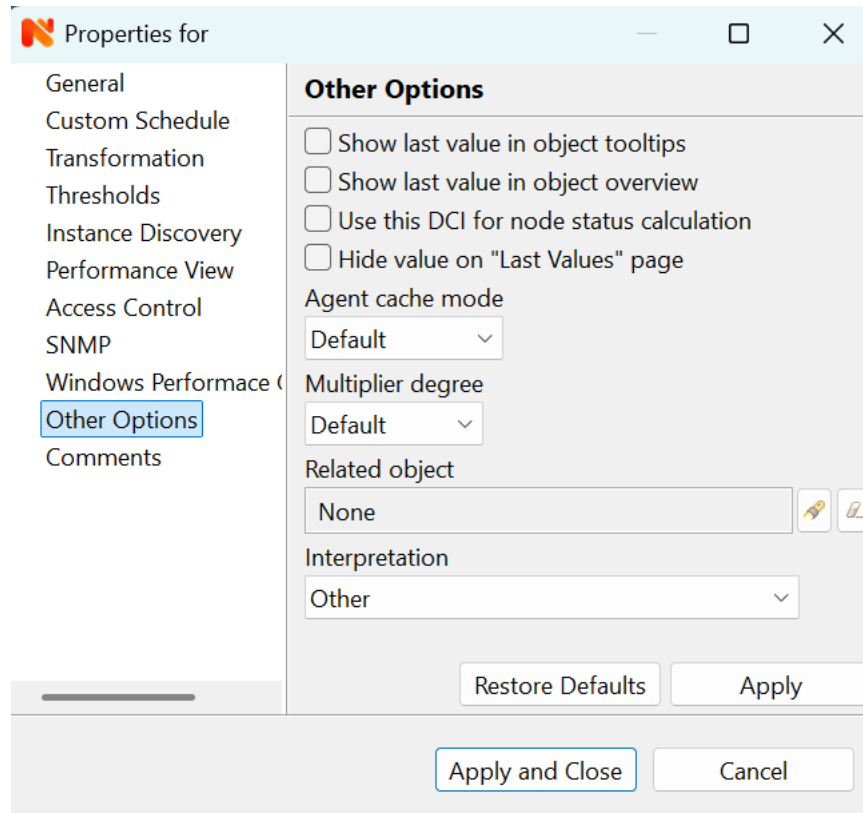 Properties for
General
Custom Schedule
Transformation
Thresholds
Instance Discovery
Performance View
Access Control
SNMP
Windows Performace
Other Options
Comments
Other Options
Show last value in object tooltips
Show last value in object overview
Use this DCI for node status calculation
Hide value on "Last Values" page
Agent cache mode
Default
Multiplier degree
Default
Related object
None
Interpretation
Other
Restore Defaults
Apply
Apply and Close
Cancel